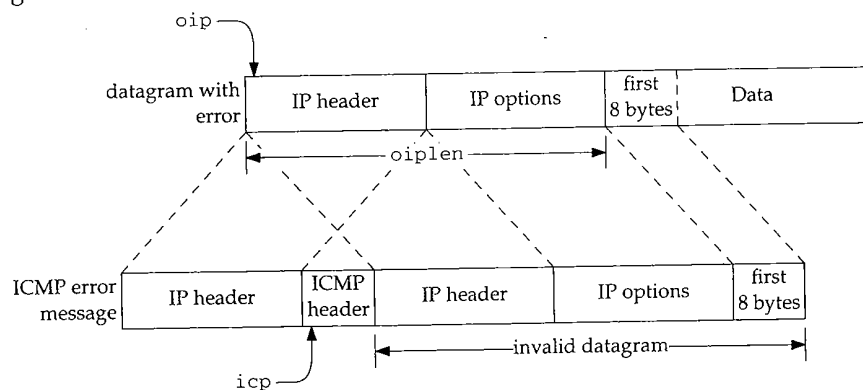 oip
datagram with
error
IP header
IP options
first
8 bytes
Data
oiplen
ICMP error
message
IP header
ICMP
header
IP header
IP options
first
8 bytes
invalid datagram
icp